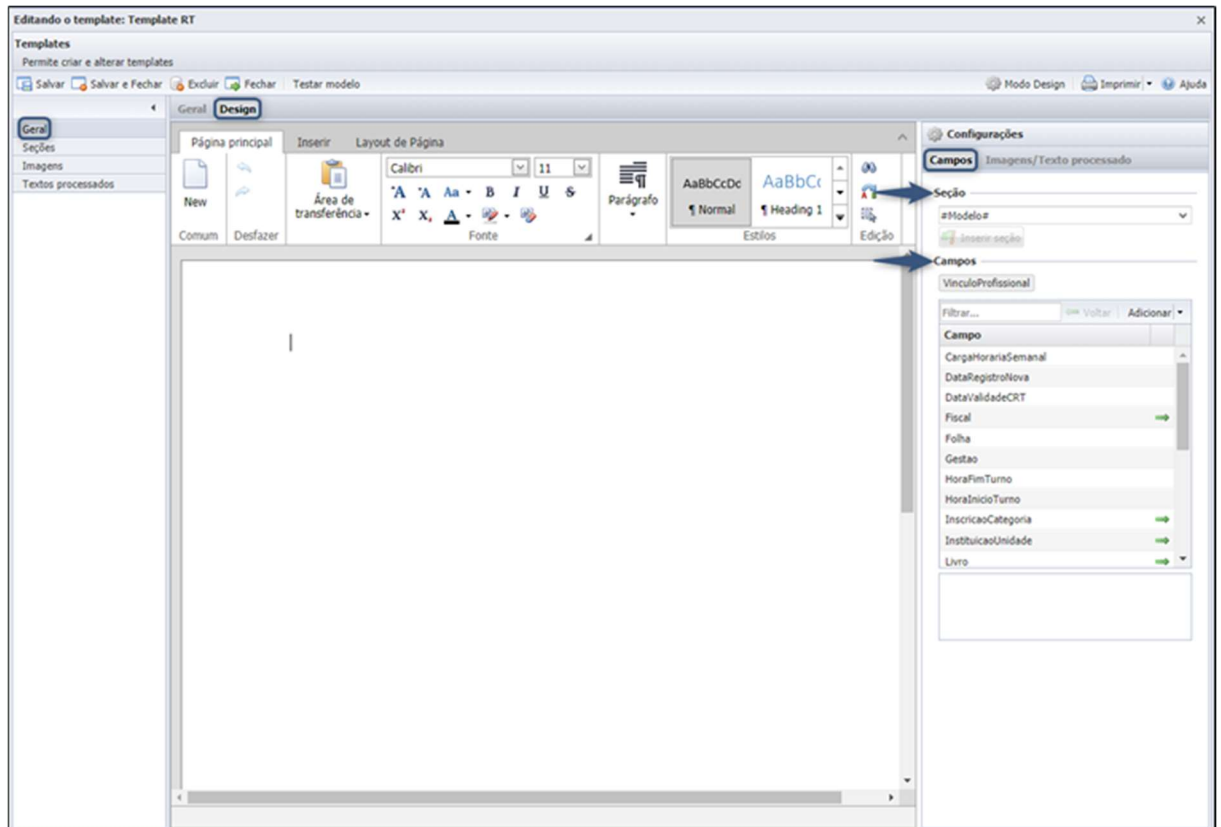 Editando o template: Template RT
Templates
Permite criar e alterar templates
Salvar Salvar e Fechar Excluir Fechar Testar modelo Modo Design Imprimir Ajuda
Geral Design
Geral
Seções
Imagens
Textos processados
Página principal Inserir Layout de Página
New
Comum
Desfazer
Área de
transferência
Calibri 11
A A Aa B I U S
X² X, A
Fonte
Parágrafo
AaBbCcDc AaBbCc
¶ Normal ¶ Heading 1
Estilos
Edição
Configurações
Campos Imagens/Texto processado
Seção
#Modelo#
Inserir seção
Campos
VinculoProfissional
Filtrar... Voltar Adicionar
Campo
CargaHorariaSemanal
DataRegistroNova
DataValidadeCRT
Fiscal
Folha
Gestao
HoraFimTurno
HoraInicioTurno
InscricaoCategoria
InstituicaoUnidade
Livro